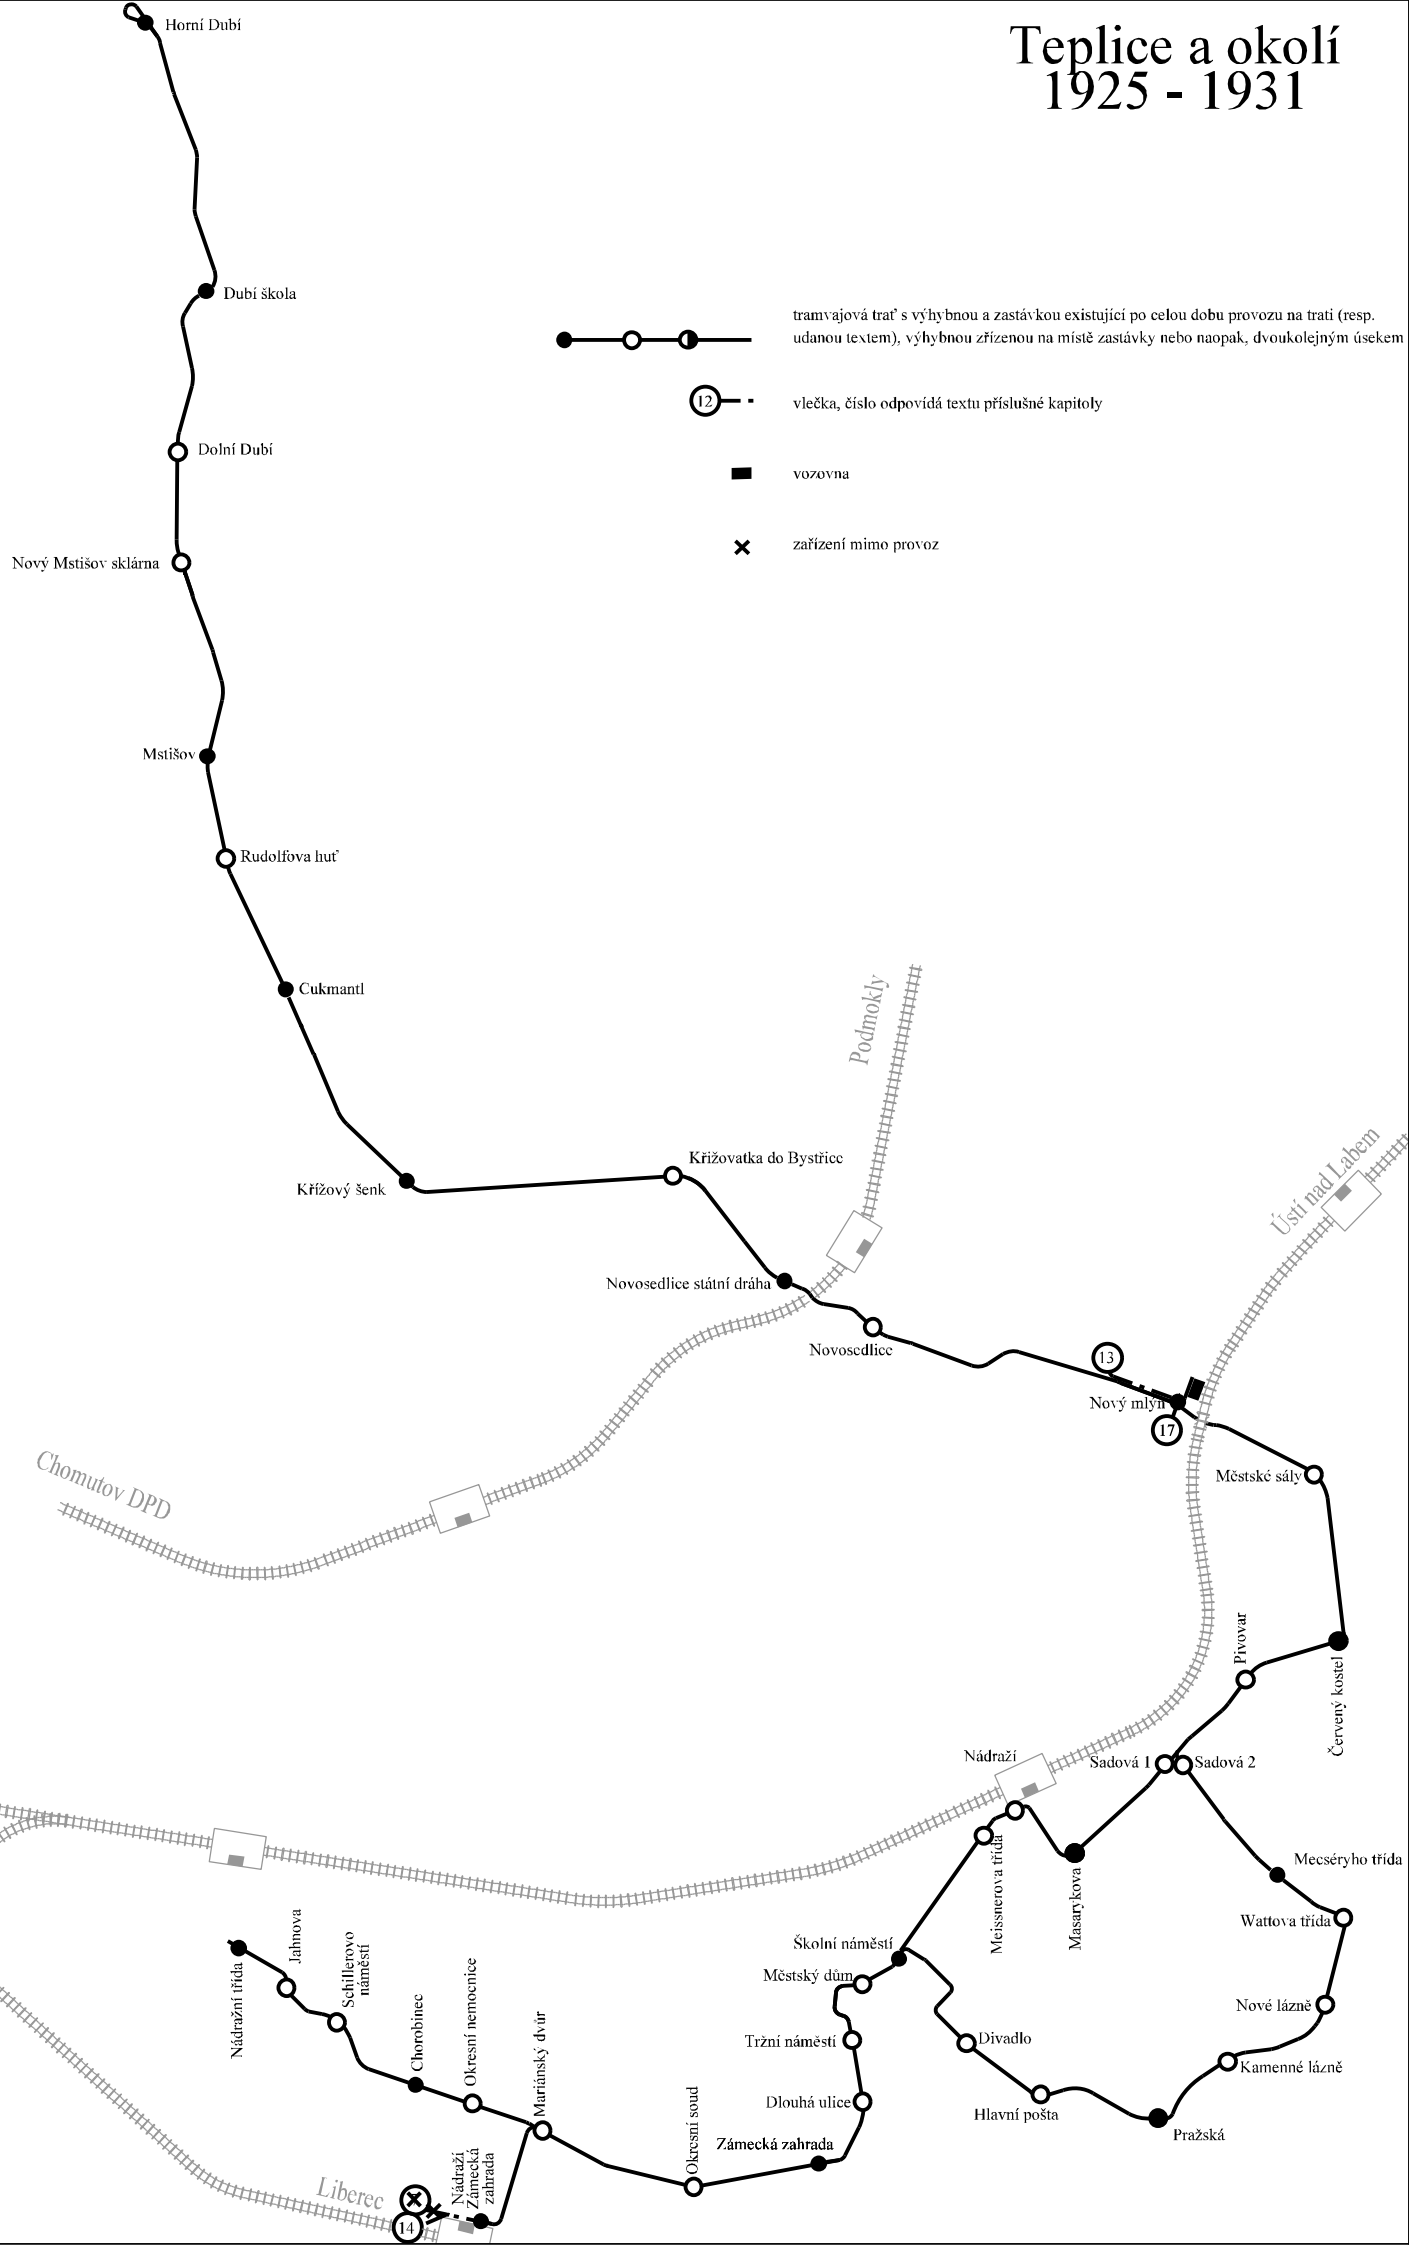 Teplice a okolí
1925 - 1931
Horní Dubí
Dubí škola
tramvajová trať s výhybnou a zastávkou existující po celou dobu provozu na trati (resp.
udanou textem), výhybnou zřízenou na místě zastávky nebo naopak, dvoukolejným úsekem
12
vlečka, číslo odpovídá textu příslušné kapitoly
vozovna
zařízení mimo provoz
Dolní Dubí
Nový Mstišov sklárna
Mstišov
Rudolfova huť
Cukmantl
Podmokly
Křížový šenk
Křižovatka do Bystřice
Ústí nad Labem
Novosedlice státní dráha
Novosedlice
13
Nový mlýn
17
Městské sály
Chomutov DPD
Pivovar
Červený kostel
Nádraží
Sadová 1
Sadová 2
Meissnerova třída
Masarykova
Mecséryho třída
Wattova třída
Školní náměstí
Městský dům
Tržní náměstí
Dlouhá ulice
Zámecká zahrada
Divadlo
Hlavní pošta
Nové lázně
Kamenné lázně
Pražská
Nádražní třída
Jahnova
Schillerovo
náměstí
Chorobinec
Okresní nemocnice
Mariánský dvůr
Okresní soud
Nádraží
Zámecká
zahrada
Liberec
14